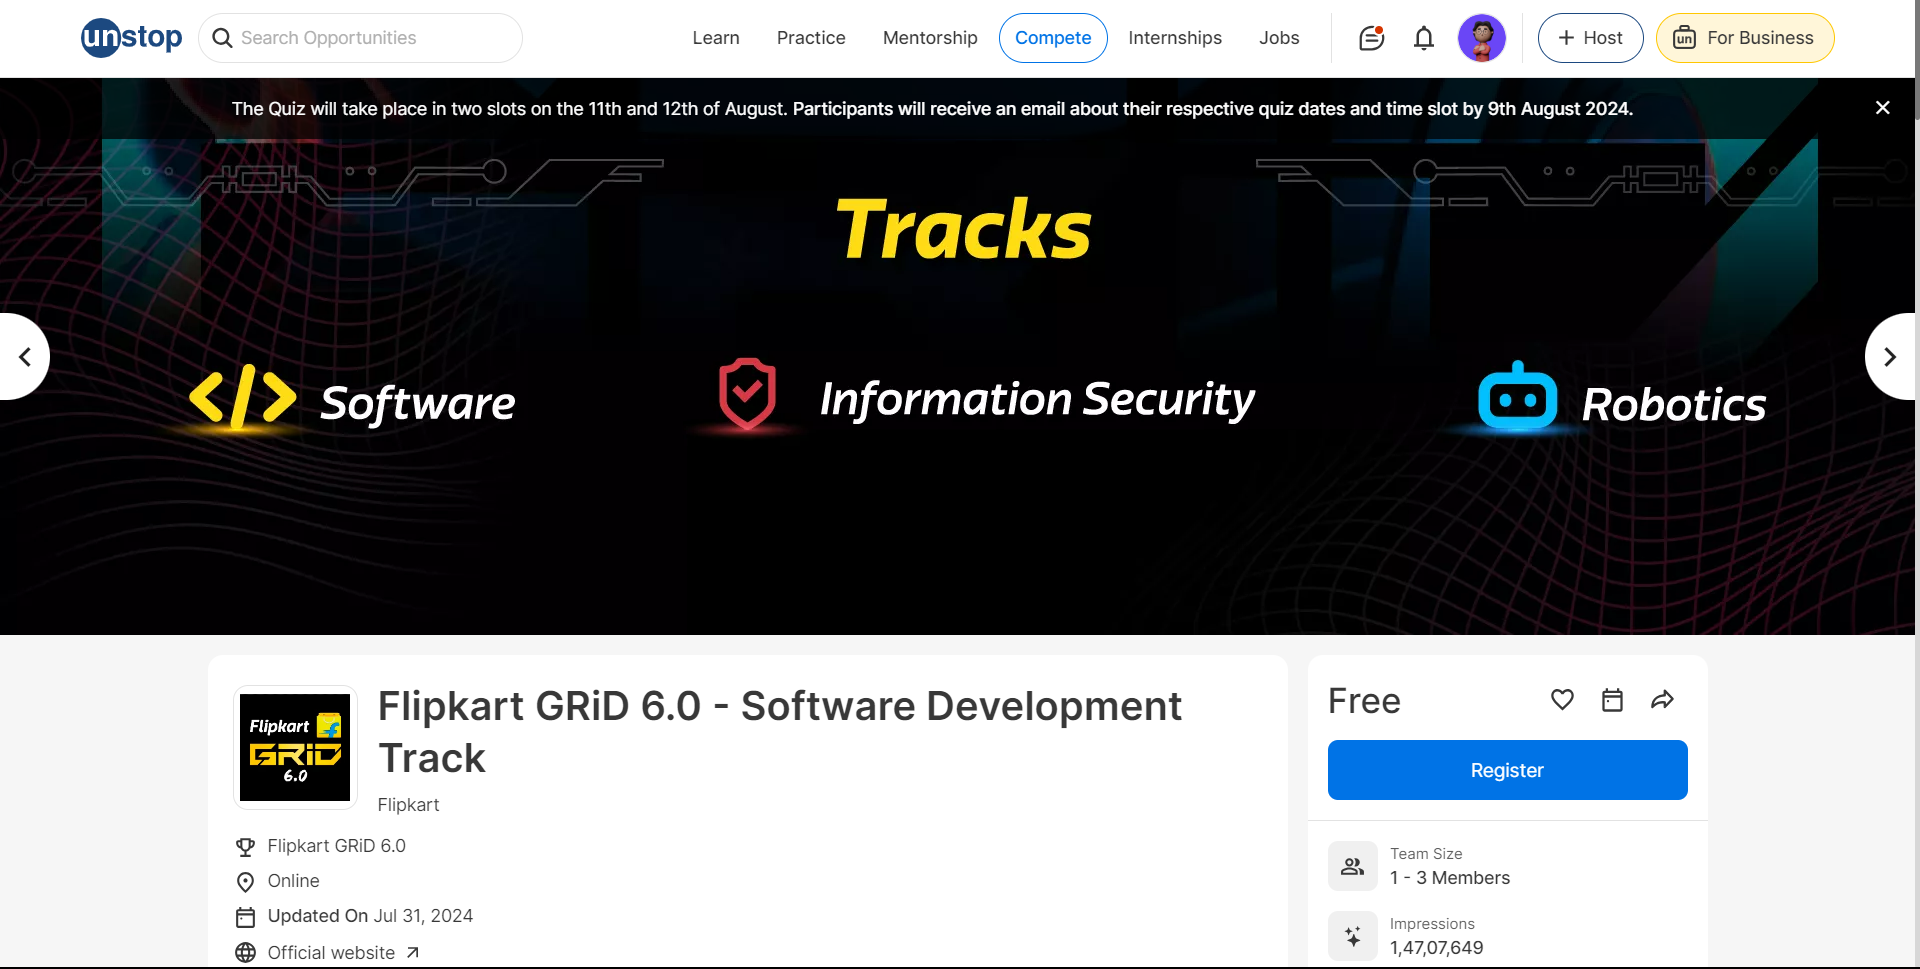 unstop
Search Opportunities
Learn
Practice
Mentorship
Compete
Internships
Jobs
Host
un
For Business
The Quiz will take place in two slots on the 11th and 12th of August. Participants will receive an email about their respective quiz dates and time slot by 9th August 2024.
Tracks
</> Software
Information Security
Robotics
Flipkart
GRiD
6.0
Flipkart GRiD 6.0 - Software Development
Track
Flipkart
Flipkart GRiD 6.0
Online
Updated On Jul 31, 2024
Official website
Free
Register
Team Size
1 - 3 Members
Impressions
1,47,07,649